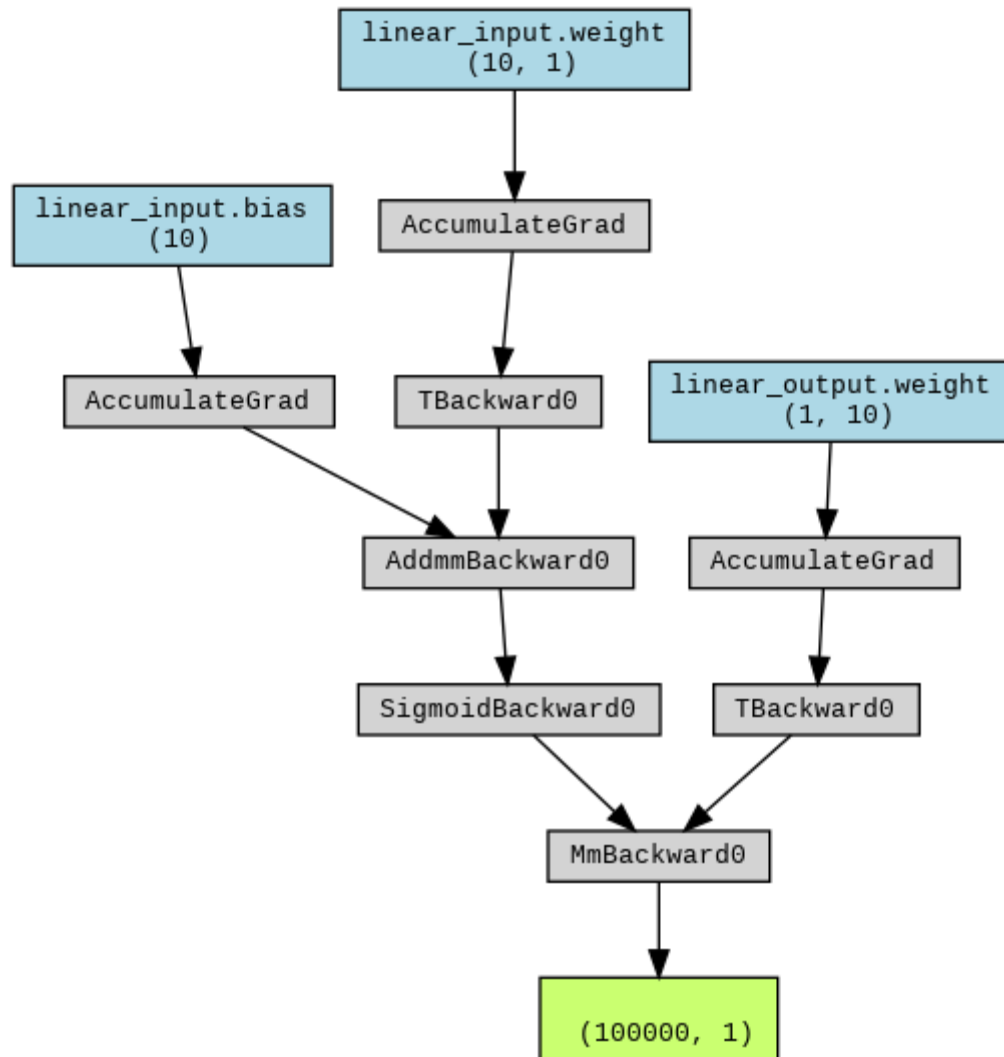 linear_input.weight
(10, 1)
linear_input.bias
(10)
AccumulateGrad
AccumulateGrad
TBackward0
linear_output.weight
(1, 10)
AddmmBackward0
AccumulateGrad
SigmoidBackward0
TBackward0
MmBackward0
(100000, 1)